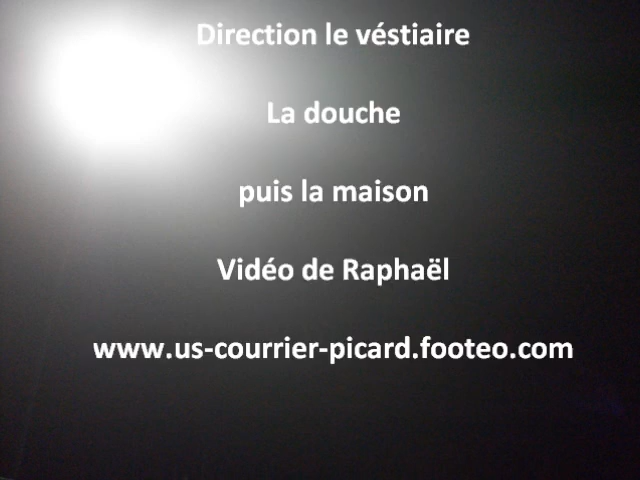 Direction le véstiaire
La douche
puis la maison
Vidéo de Raphaël
www.us-courrier-picard.footeo.com